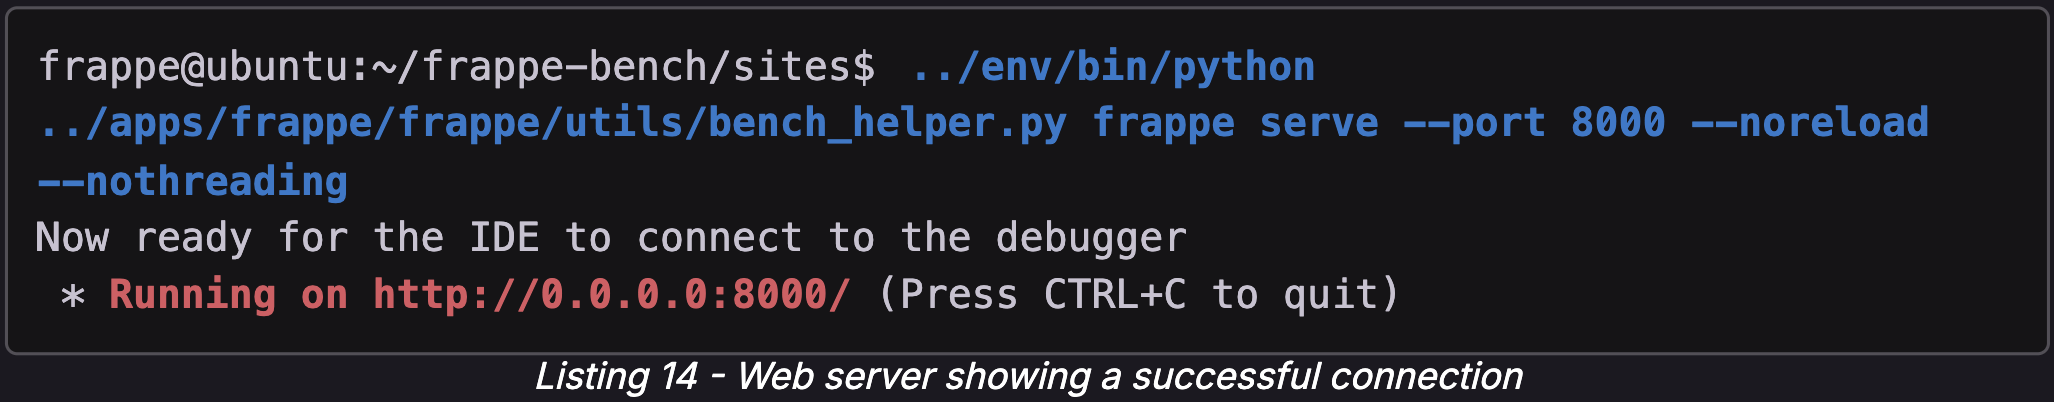 frappe@ubuntu:~/frappe-bench/sites$ ../env/bin/python
../apps/frappe/frappe/utils/bench_helper.py frappe serve --port 8000 --noreload
--nothreading
Now ready for the IDE to connect to the debugger
 * Running on http://0.0.0.0:8000/ (Press CTRL+C to quit)
Listing 14 - Web server showing a successful connection